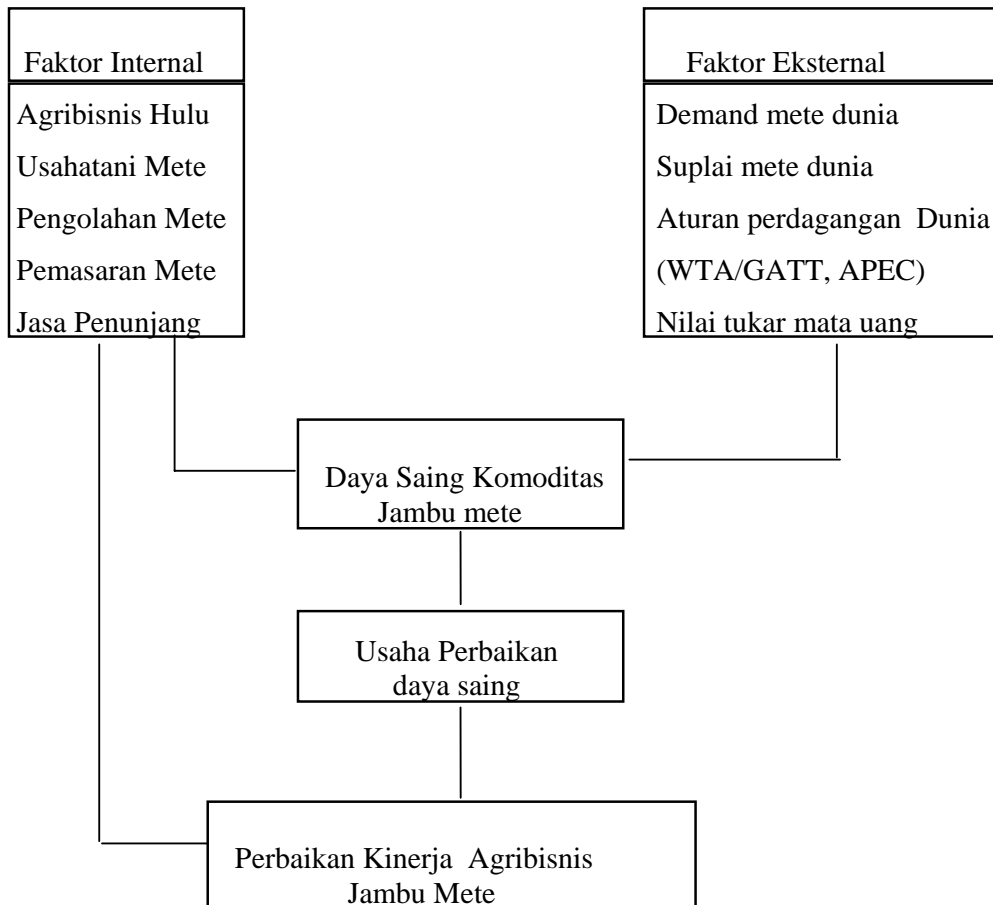 Faktor Internal
Agribisnis Hulu
Usahatani Mete
Pengolahan Mete
Pemasaran Mete
Jasa Penunjang
Faktor Eksternal
Demand mete dunia
Suplai mete dunia
Aturan perdagangan Dunia
(WTA/GATT, APEC)
Nilai tukar mata uang
Daya Saing Komoditas
Jambu mete
Usaha Perbaikan
daya saing
Perbaikan Kinerja Agribisnis
Jambu Mete